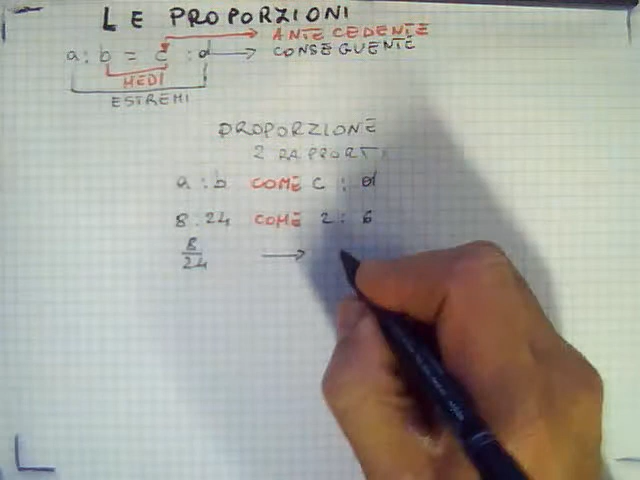 LE PROPORZIONI
ANTECEDENTE
a : b = c : d CONSEGUENTE
MEDI
ESTREMI
PROPORZIONE
2 RAPPORTI
a : b COME c : d
8 : 24 COME 2 : 6
8
24